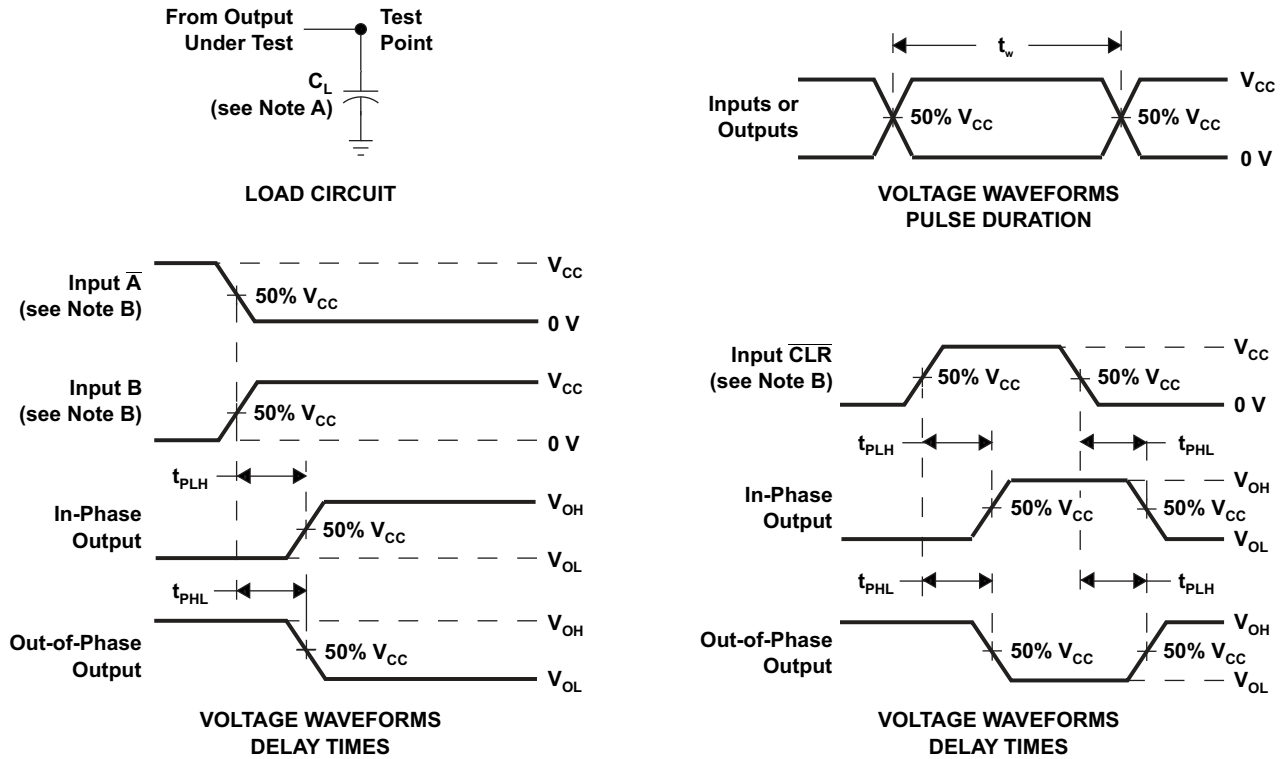 From Output
Under Test
Test
Point
C_L
(see Note A)
LOAD CIRCUIT
t_w
Inputs or
Outputs
50% V_CC
50% V_CC
V_CC
0 V
VOLTAGE WAVEFORMS
PULSE DURATION
Input A̅
(see Note B)
50% V_CC
V_CC
0 V
Input B
(see Note B)
50% V_CC
V_CC
0 V
t_PLH
In-Phase
Output
50% V_CC
V_OH
V_OL
t_PHL
Out-of-Phase
Output
50% V_CC
V_OH
V_OL
VOLTAGE WAVEFORMS
DELAY TIMES
Input C̅L̅R̅
(see Note B)
50% V_CC
50% V_CC
V_CC
0 V
t_PLH
t_PHL
In-Phase
Output
50% V_CC
50% V_CC
V_OH
V_OL
t_PHL
t_PLH
Out-of-Phase
Output
50% V_CC
50% V_CC
V_OH
V_OL
VOLTAGE WAVEFORMS
DELAY TIMES